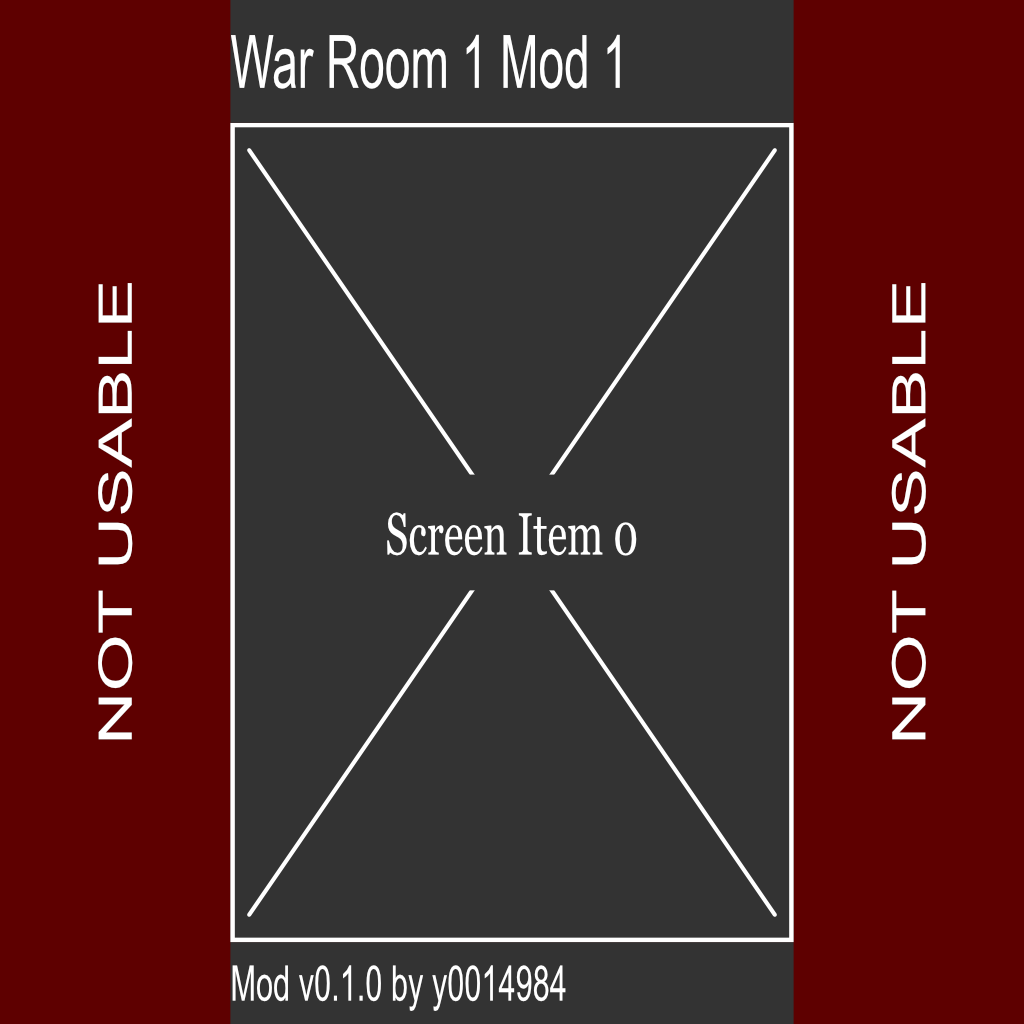 War Room 1 Mod 1
NOT USABLE
Screen Item 0
NOT USABLE
Mod v0.1.0 by y0014984